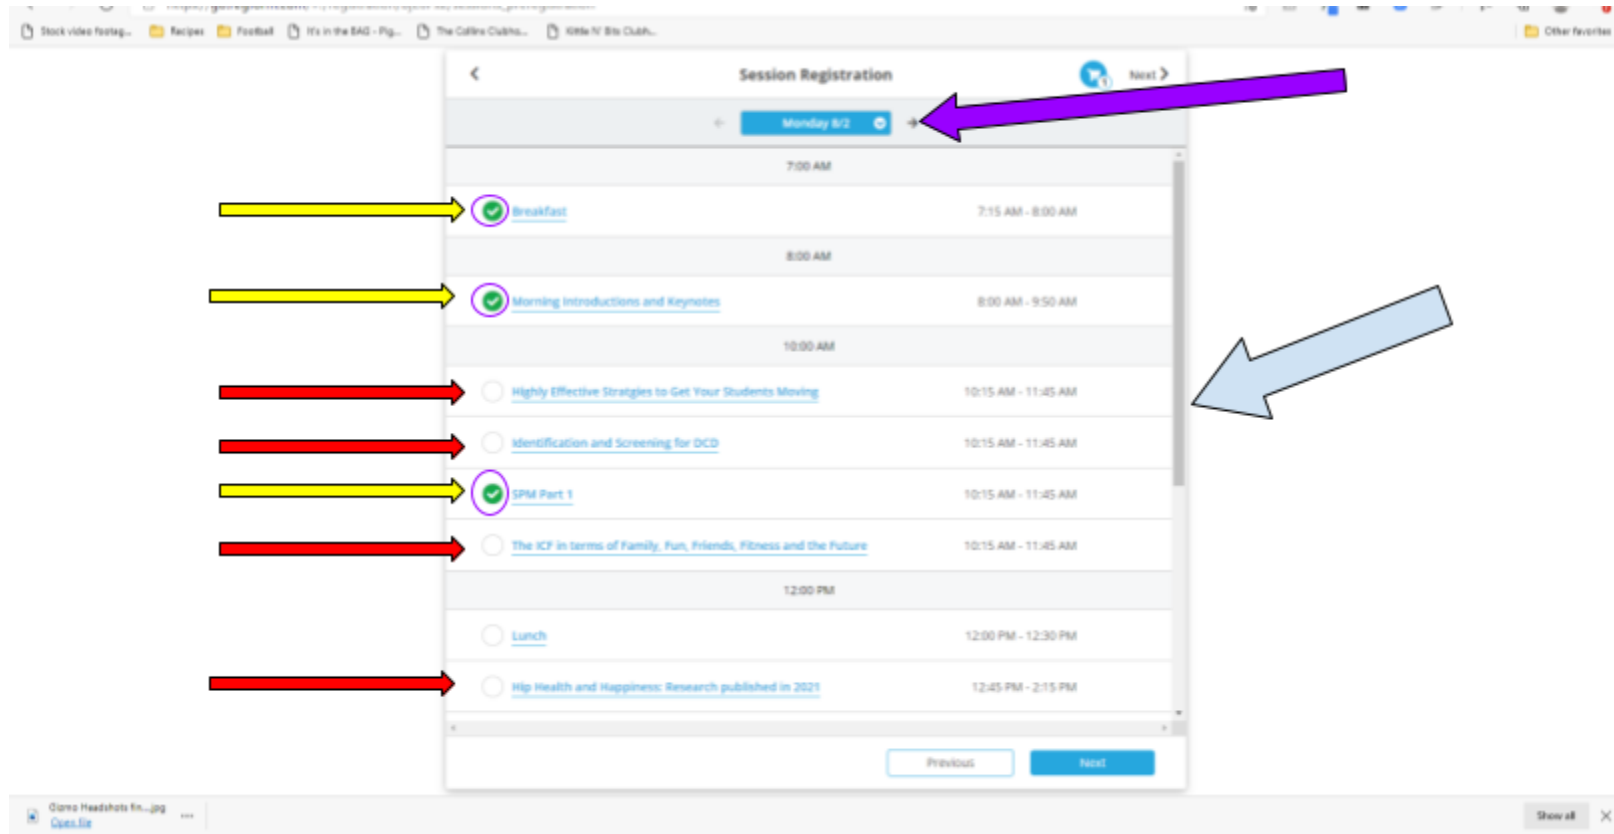 Stock video footag... Recipes Football It's in the BAG - Pig... The Collins Clubho... Kittle N' Bits Clubh... Other favorites
Session Registration
1
Next
Monday 8/2
7:00 AM
Breakfast 7:15 AM - 8:00 AM
8:00 AM
Morning Introductions and Keynotes 8:00 AM - 9:50 AM
10:00 AM
Highly Effective Stratgies to Get Your Students Moving 10:15 AM - 11:45 AM
Identification and Screening for DCD 10:15 AM - 11:45 AM
SPM Part 1 10:15 AM - 11:45 AM
The ICF in terms of Family, Fun, Friends, Fitness and the Future 10:15 AM - 11:45 AM
12:00 PM
Lunch 12:00 PM - 12:30 PM
Hip Health and Happiness: Research published in 2021 12:45 PM - 2:15 PM
Previous Next
Gizmo Headshots fin....jpg
Open file
Show all